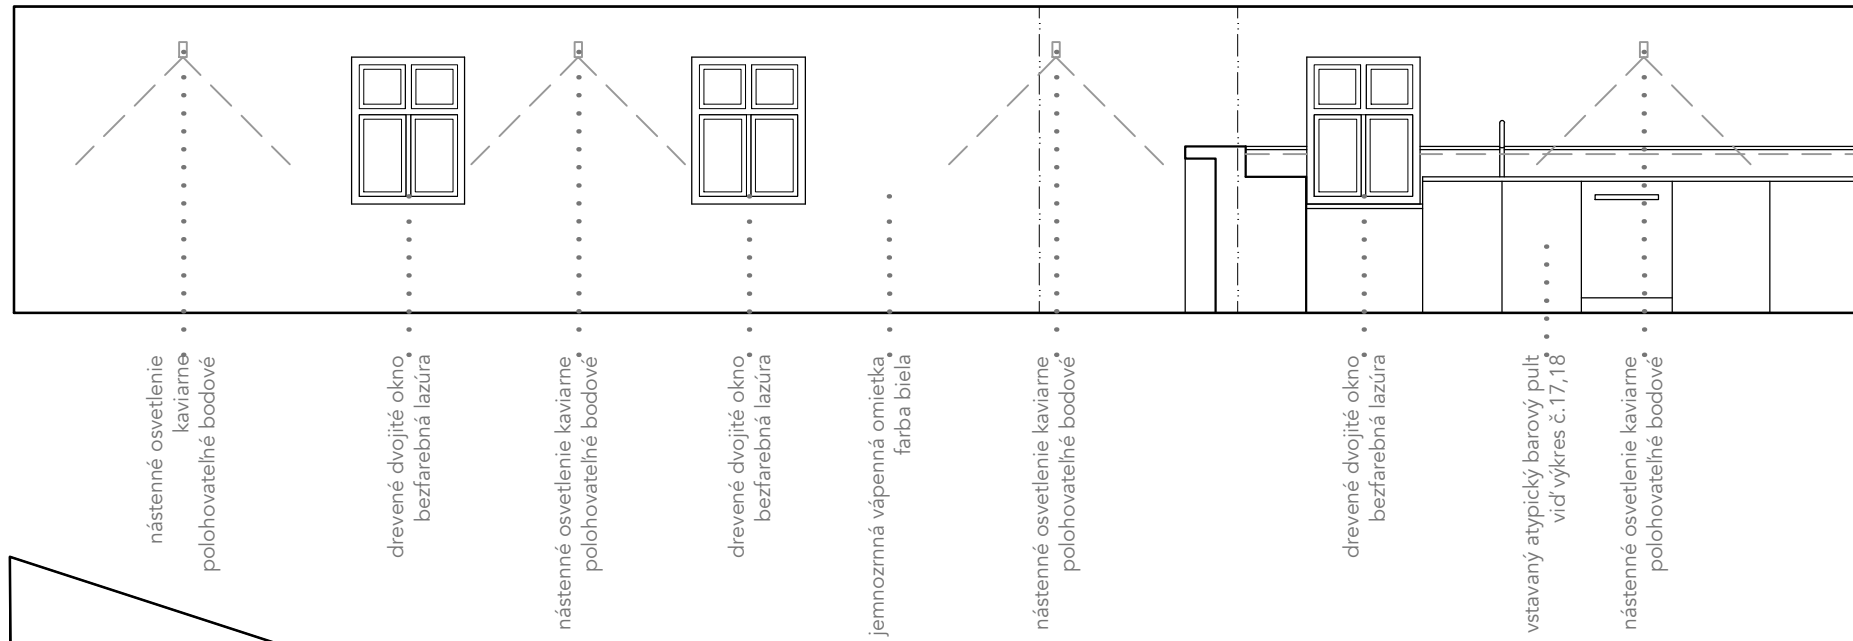 nástenné osvetlenie
kaviarne
polohovateľné bodové
drevené dvojité okno
bezfarebná lazúra
nástenné osvetlenie kaviarne
polohovateľné bodové
drevené dvojité okno
bezfarebná lazúra
jemnozrnná vápenná omietka
farba biela
nástenné osvetlenie kaviarne
polohovateľné bodové
drevené dvojité okno
bezfarebná lazúra
vstavaný atypický barový pult
viď výkres č.17,18
nástenné osvetlenie kaviarne
polohovateľné bodové